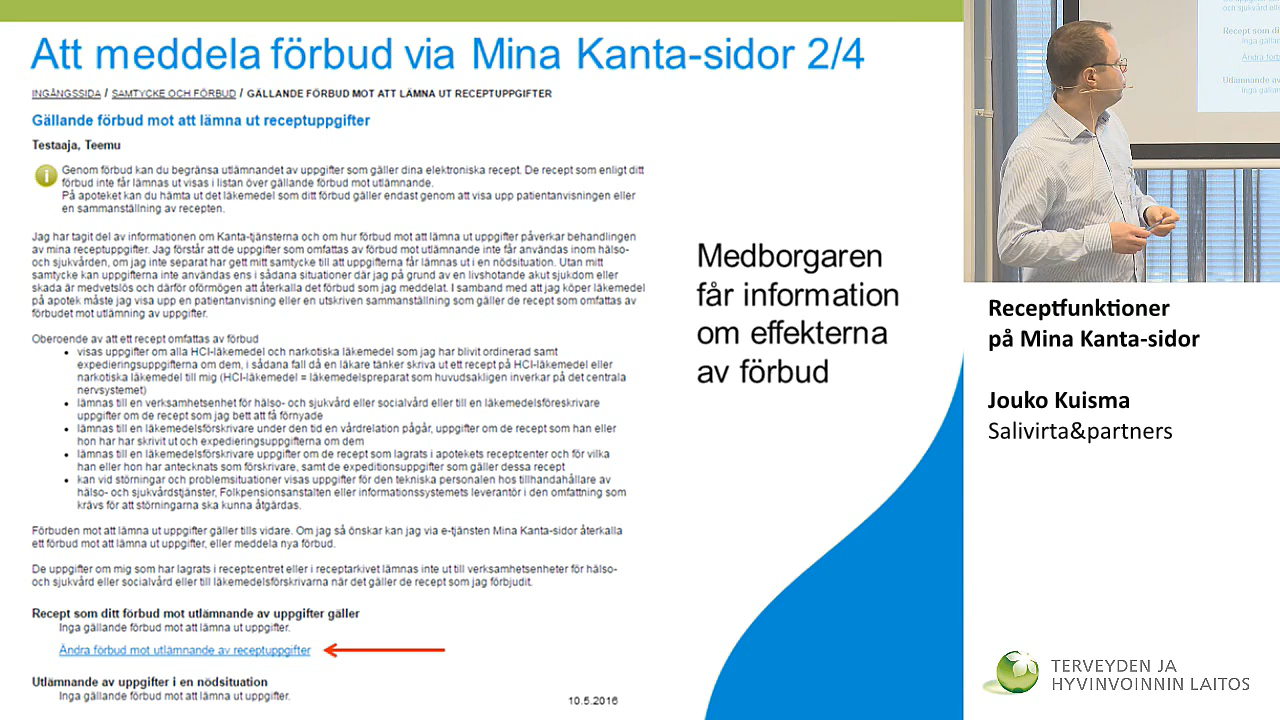 Att meddela förbud via Mina Kanta-sidor 2/4
INGÅNGSSIDA / SAMTYCKE OCH FÖRBUD / GÄLLANDE FÖRBUD MOT ATT LÄMNA UT RECEPTUPPGIFTER
Gällande förbud mot att lämna ut receptuppgifter
Testaaja, Teemu
Genom förbud kan du begränsa utlämnandet av uppgifter som gäller dina elektroniska recept. De recept som enligt ditt
förbud inte får lämnas ut visas i listan över gällande förbud mot utlämnande.
På apoteket kan du hämta ut det läkemedel som ditt förbud gäller endast genom att visa upp patientanvisningen eller
en sammanställning av recepten.
Jag har tagit del av informationen om Kanta-tjänsterna och om hur förbud mot att lämna ut uppgifter påverkar behandlingen
av mina receptuppgifter. Jag förstår att de uppgifter som omfattas av förbud mot utlämnande inte får användas inom hälso-
och sjukvården, om jag inte separat har gett mitt samtycke till att uppgifterna får lämnas ut i en nödsituation. Utan mitt
samtycke kan uppgifterna inte användas ens i sådana situationer där jag på grund av en livshotande akut sjukdom eller
skada är medvetslös och därför oförmögen att återkalla det förbud som jag meddelat. I samband med att jag köper läkemedel
på apotek måste jag visa upp en patientanvisning eller en utskriven sammanställning som gäller de recept som omfattas av
förbudet mot utlämning av uppgifter.
Oberoende av att ett recept omfattas av förbud
• visas uppgifter om alla HCI-läkemedel och narkotiska läkemedel som jag har blivit ordinerad samt
expedieringsuppgifterna om dem, i sådana fall då en läkare tänker skriva ut ett recept på HCI-läkemedel eller
narkotiska läkemedel till mig (HCI-läkemedel = läkemedelspreparat som huvudsakligen inverkar på det centrala
nervsystemet)
• lämnas till en verksamhetsenhet för hälso- och sjukvård eller socialvård eller till en läkemedelsföreskrivare
uppgifter om de recept som jag bett att få förnyade
• lämnas till en läkemedelsförskrivare under den tid en vårdrelation pågår, uppgifter om de recept som han eller
hon har har skrivit ut och expedieringsuppgifterna om dem
• lämnas till en läkemedelsförskrivare uppgifter om de recept som lagrats i apotekets receptcenter och för vilka
han eller hon har antecknats som förskrivare, samt de expeditionsuppgifter som gäller dessa recept
• kan vid störningar och problemsituationer visas uppgifter för den tekniska personalen hos tillhandahållare av
hälso- och sjukvårdstjänster, Folkpensionsanstalten eller informationssystemets leverantör i den omfattning som
krävs för att störningarna ska kunna åtgärdas.
Förbuden mot att lämna ut uppgifter gäller tills vidare. Om jag så önskar kan jag via e-tjänsten Mina Kanta-sidor återkalla
ett förbud mot att lämna ut uppgifter, eller meddela nya förbud.
De uppgifter om mig som har lagrats i receptcentret eller i receptarkivet lämnas inte ut till verksamhetsenheter för hälso-
och sjukvård eller socialvård eller till läkemedelsförskrivarna när det gäller de recept som jag förbjudit.
Recept som ditt förbud mot utlämnande av uppgifter gäller
Inga gällande förbud mot att lämna ut uppgifter.
Ändra förbud mot utlämnande av receptuppgifter
Utlämnande av uppgifter i en nödsituation
Inga gällande förbud mot att lämna ut uppgifter.
10.5.2016
Medborgaren
får information
om effekterna
av förbud
Receptfunktioner
på Mina Kanta-sidor
Jouko Kuisma
Salivirta&partners
TERVEYDEN JA
HYVINVOINNIN LAITOS